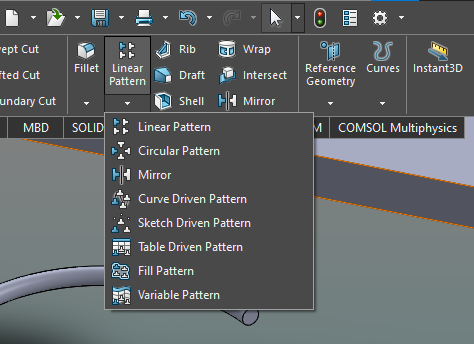 ept Cut
Fillet
Linear
Pattern
Rib
Wrap
Reference
Geometry
Curves
Instant3D
fted Cut
Draft
Intersect
undary Cut
Shell
Mirror
MBD
SOLID
M
COMSOL Multiphysics
Linear Pattern
Circular Pattern
Mirror
Curve Driven Pattern
Sketch Driven Pattern
Table Driven Pattern
Fill Pattern
Variable Pattern